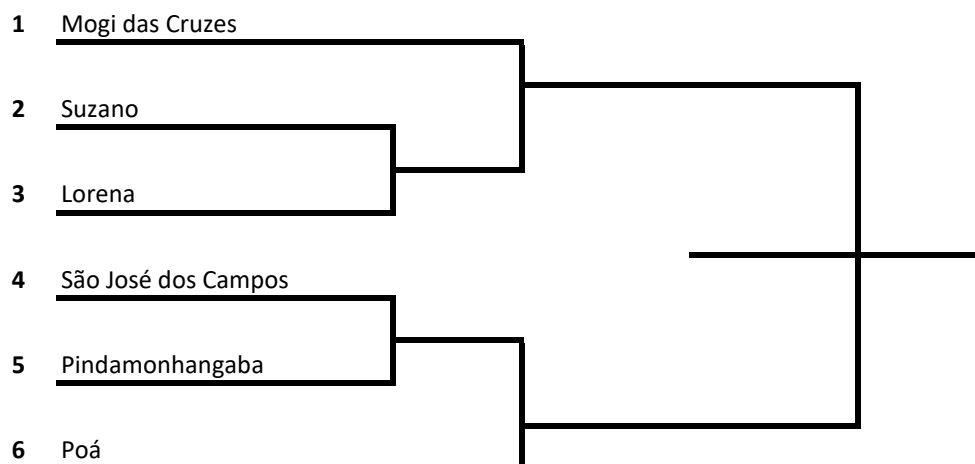 1 Mogi das Cruzes
2 Suzano
3 Lorena
4 São José dos Campos
5 Pindamonhangaba
6 Poá